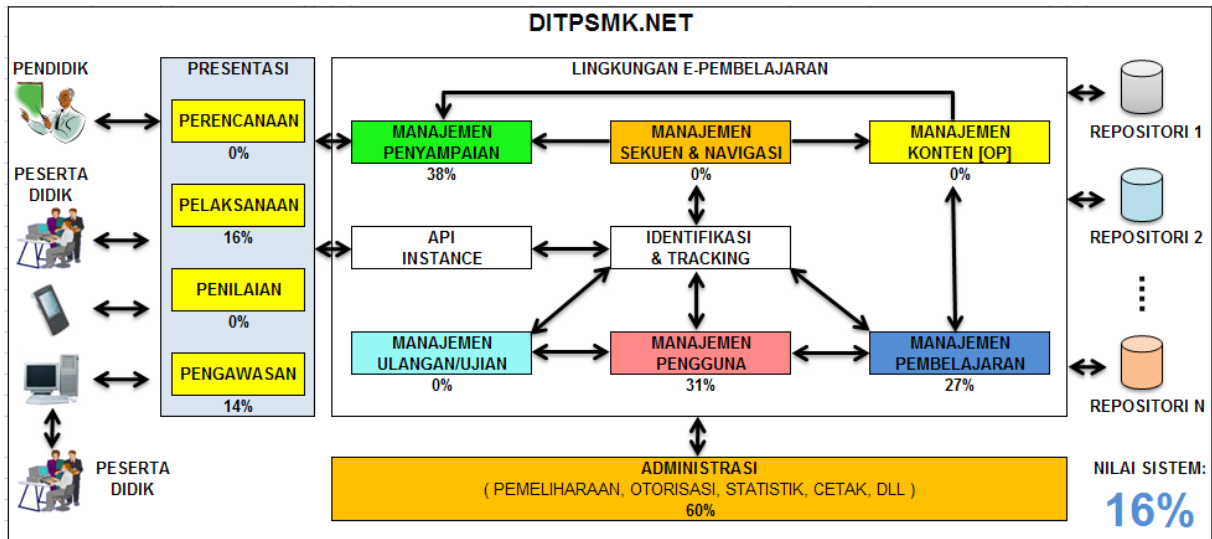 DITPSMK.NET
PENDIDIK
PRESENTASI
LINGKUNGAN E-PEMBELAJARAN
PERENCANAAN
0%
MANAJEMEN
PENYAMPAIAN
38%
MANAJEMEN
SEKUEN & NAVIGASI
0%
MANAJEMEN
KONTEN [OP]
0%
REPOSITORI 1
PESERTA
DIDIK
PELAKSANAAN
16%
API
INSTANCE
IDENTIFIKASI
& TRACKING
REPOSITORI 2
PENILAIAN
0%
PENGAWASAN
14%
MANAJEMEN
ULANGAN/UJIAN
0%
MANAJEMEN
PENGGUNA
31%
MANAJEMEN
PEMBELAJARAN
27%
REPOSITORI N
PESERTA
DIDIK
ADMINISTRASI
( PEMELIHARAAN, OTORISASI, STATISTIK, CETAK, DLL )
60%
NILAI SISTEM:
16%